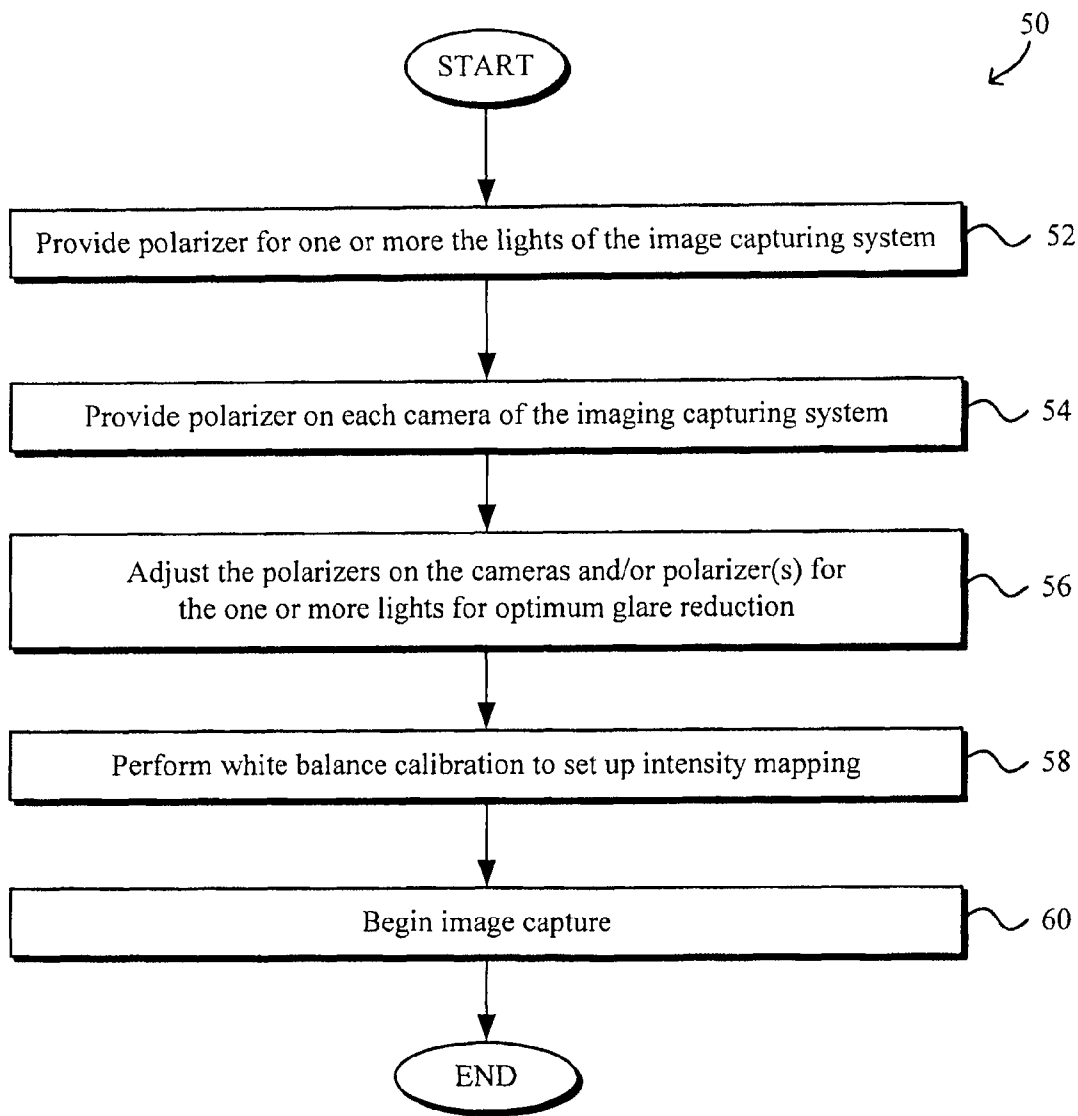 50
START
Provide polarizer for one or more the lights of the image capturing system
52
Provide polarizer on each camera of the imaging capturing system
54
Adjust the polarizers on the cameras and/or polarizer(s) for
the one or more lights for optimum glare reduction
56
Perform white balance calibration to set up intensity mapping
58
Begin image capture
60
END